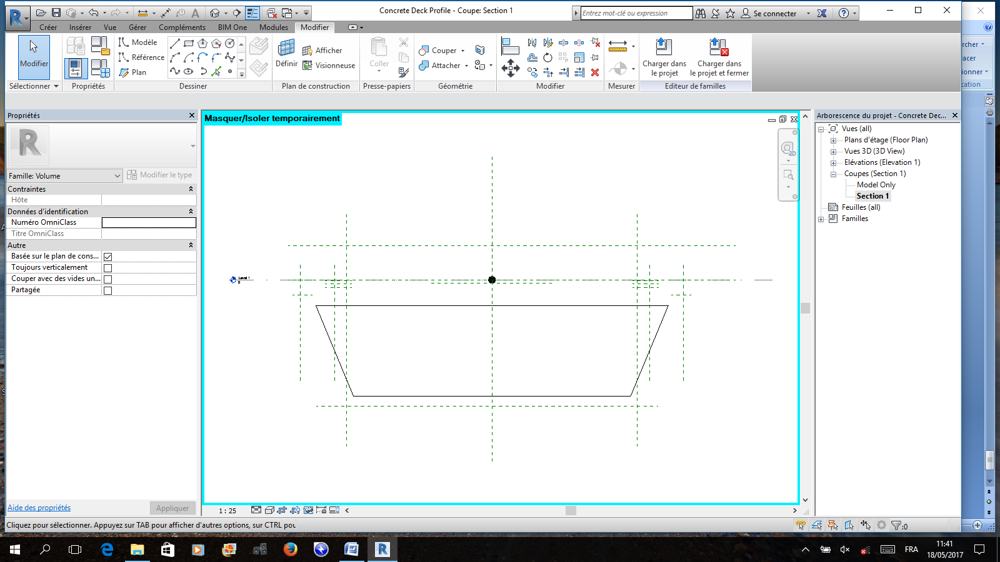 Concrete Deck Profile - Coupe: Section 1
Entrez mot-clé ou expression
Se connecter
Créer
Insérer
Vue
Gérer
Compléments
BIM One
Modules
Modifier
Modifier
Modèle
Référence
Plan
Définir
Afficher
Visionneuse
Coller
Couper
Attacher
Charger dans
le projet
Charger dans
le projet et fermer
Sélectionner
Propriétés
Dessiner
Plan de construction
Presse-papiers
Géométrie
Modifier
Mesurer
Editeur de familles
rcher
acer
ionner
cation
Propriétés
Famille: Volume
Modifier le type
Contraintes
Hôte
Données d'identification
Numéro OmniClass
Titre OmniClass
Autre
Basée sur le plan de cons...
Toujours verticalement
Couper avec des vides un...
Partagée
Aide des propriétés
Appliquer
Masquer/Isoler temporairement
2D
Level 1
0
1 : 25
Arborescence du projet - Concrete Dec...
Vues (all)
Plans d'étage (Floor Plan)
Vues 3D (3D View)
Elévations (Elevation 1)
Coupes (Section 1)
Model Only
Section 1
Feuilles (all)
Familles
Cliquez pour sélectionner. Appuyez sur TAB pour afficher d'autres options, sur CTRL pou
:0
FRA
11:41
18/05/2017